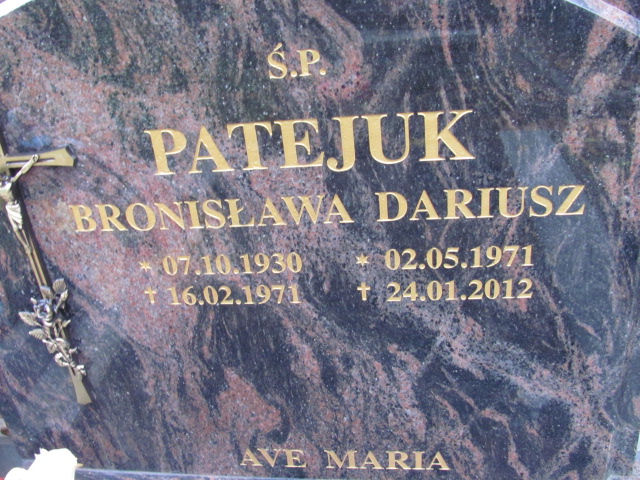 Ś.P.
PATEJUK
BRONISŁAWA DARIUSZ
* 07.10.1930 * 02.05.1971
† 16.02.1971 † 24.01.2012
AVE MARIA